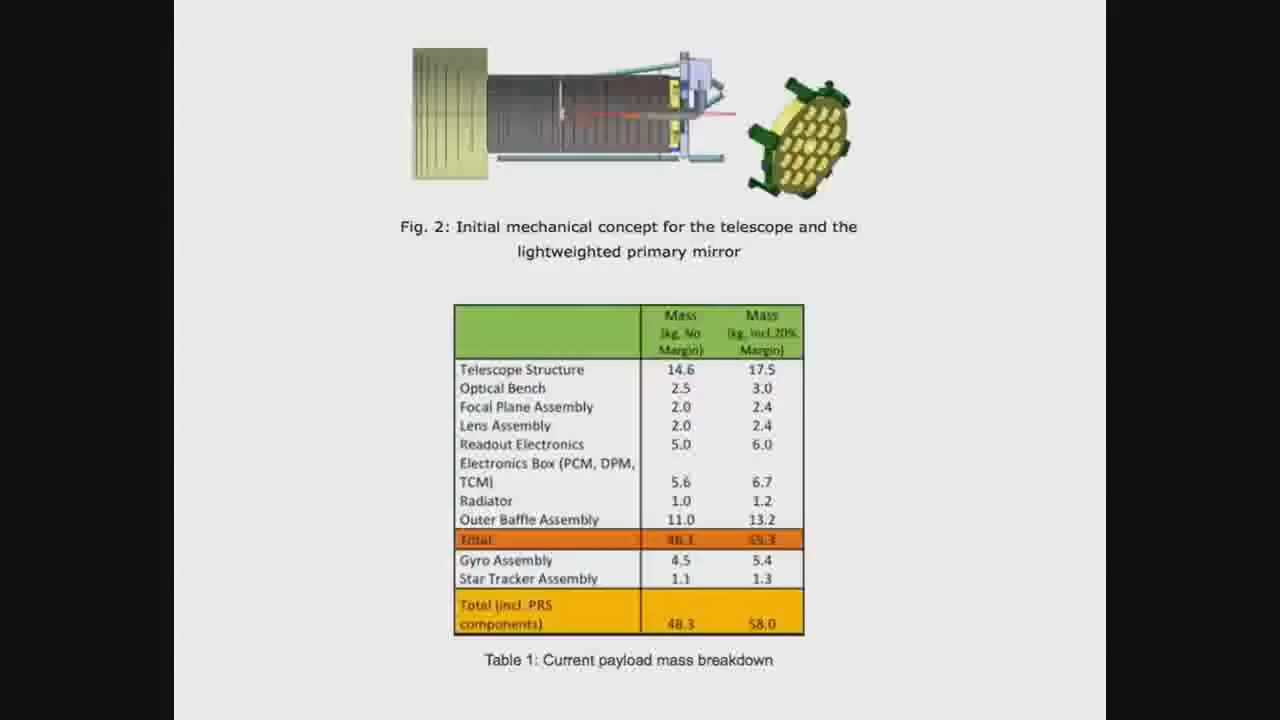 Fig. 2: Initial mechanical concept for the telescope and the
lightweighted primary mirror
Mass Mass
(kg, No (kg, incl 20%
Margin) Margin)
Telescope Structure 14.6 17.5
Optical Bench 2.5 3.0
Focal Plane Assembly 2.0 2.4
Lens Assembly 2.0 2.4
Readout Electronics 5.0 6.0
Electronics Box (PCM, DPM,
TCM) 5.6 6.7
Radiator 1.0 1.2
Outer Baffle Assembly 11.0 13.2
Total
Gyro Assembly 4.5 5.4
Star Tracker Assembly 1.1 1.3
Total (incl. PRS
components) 48.3 58.0
Table 1: Current payload mass breakdown